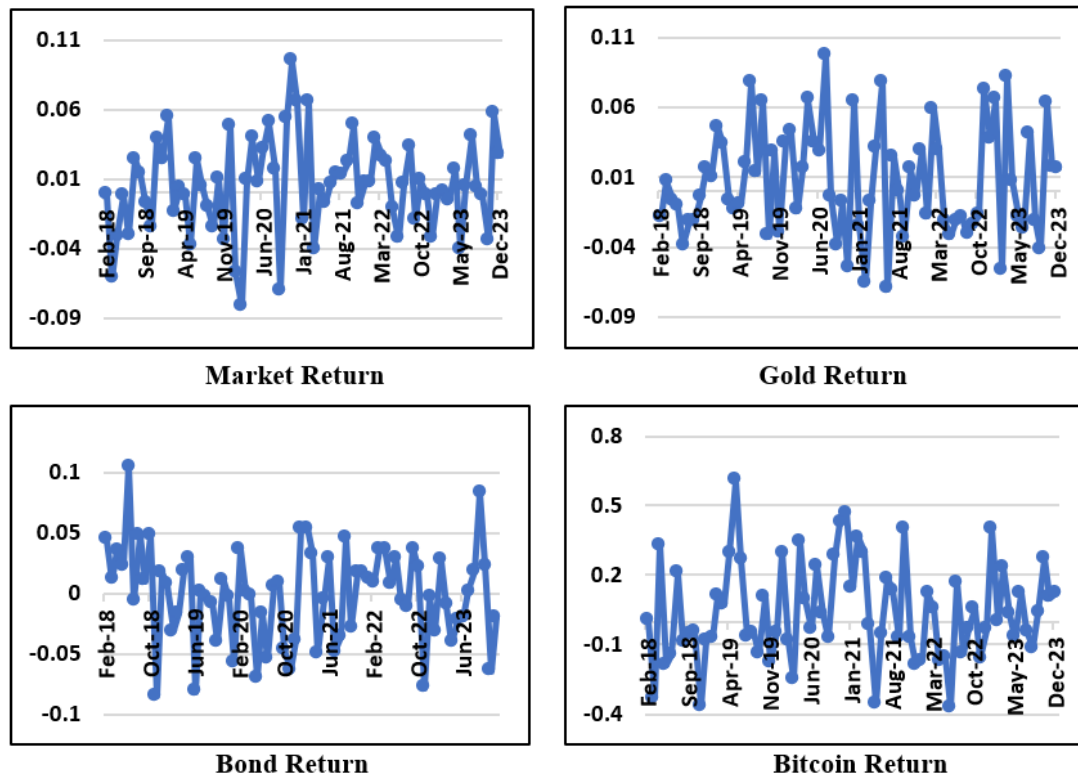 0.11
0.06
0.01
-0.04
-0.09
Feb-18
Sep-18
Apr-19
Nov-19
Jun-20
Jan-21
Aug-21
Mar-22
Oct-22
May-23
Dec-23
Market Return
0.11
0.06
0.01
-0.04
-0.09
Feb-18
Sep-18
Apr-19
Nov-19
Jun-20
Jan-21
Aug-21
Mar-22
Oct-22
May-23
Dec-23
Gold Return
0.1
0.05
0
-0.05
-0.1
Feb-18
Oct-18
Jun-19
Feb-20
Oct-20
Jun-21
Feb-22
Oct-22
Jun-23
Bond Return
0.8
0.5
0.2
-0.1
-0.4
Feb-18
Sep-18
Apr-19
Nov-19
Jun-20
Jan-21
Aug-21
Mar-22
Oct-22
May-23
Dec-23
Bitcoin Return